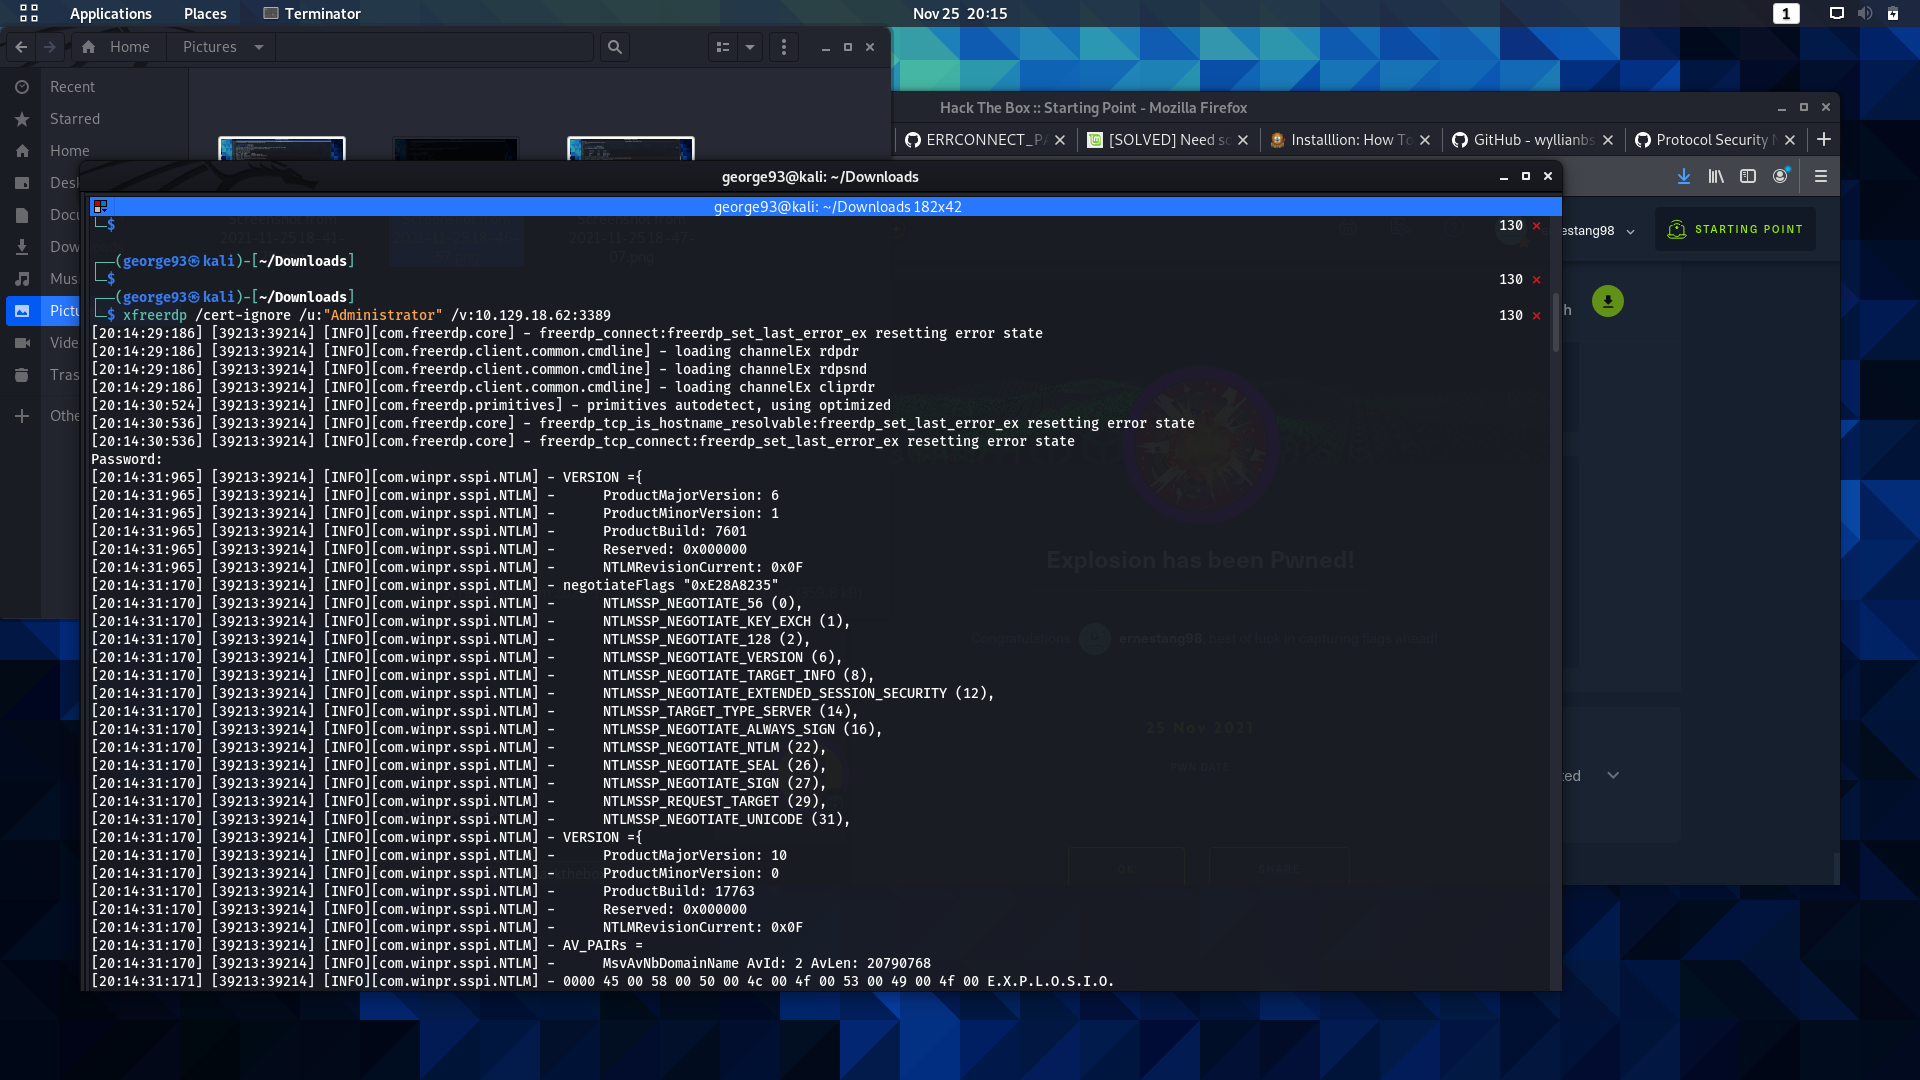 Applications Places Terminator Nov 25 20:15 1
Home Pictures
Recent
Starred
Home
Desk
Docu
Dow
Musi
Pictu
Vide
Tras
Othe
Hack The Box :: Starting Point - Mozilla Firefox
ERRCONNECT_PA [SOLVED] Need so Installlion: How To GitHub - wyllianbs Protocol Security N
ernestang98 STARTING POINT
george93@kali: ~/Downloads
george93@kali: ~/Downloads 182x42
└─$ 130 ×
┌──(george93㉿kali)-[~/Downloads]
└─$ 130 ×
┌──(george93㉿kali)-[~/Downloads]
└─$ xfreerdp /cert-ignore /u:"Administrator" /v:10.129.18.62:3389 130 ×
[20:14:29:186] [39213:39214] [INFO][com.freerdp.core] - freerdp_connect:freerdp_set_last_error_ex resetting error state
[20:14:29:186] [39213:39214] [INFO][com.freerdp.client.common.cmdline] - loading channelEx rdpdr
[20:14:29:186] [39213:39214] [INFO][com.freerdp.client.common.cmdline] - loading channelEx rdpsnd
[20:14:29:186] [39213:39214] [INFO][com.freerdp.client.common.cmdline] - loading channelEx cliprdr
[20:14:30:524] [39213:39214] [INFO][com.freerdp.primitives] - primitives autodetect, using optimized
[20:14:30:536] [39213:39214] [INFO][com.freerdp.core] - freerdp_tcp_is_hostname_resolvable:freerdp_set_last_error_ex resetting error state
[20:14:30:536] [39213:39214] [INFO][com.freerdp.core] - freerdp_tcp_connect:freerdp_set_last_error_ex resetting error state
Password:
[20:14:31:965] [39213:39214] [INFO][com.winpr.sspi.NTLM] - VERSION ={
[20:14:31:965] [39213:39214] [INFO][com.winpr.sspi.NTLM] - ProductMajorVersion: 6
[20:14:31:965] [39213:39214] [INFO][com.winpr.sspi.NTLM] - ProductMinorVersion: 1
[20:14:31:965] [39213:39214] [INFO][com.winpr.sspi.NTLM] - ProductBuild: 7601
[20:14:31:965] [39213:39214] [INFO][com.winpr.sspi.NTLM] - Reserved: 0x000000
[20:14:31:965] [39213:39214] [INFO][com.winpr.sspi.NTLM] - NTLMRevisionCurrent: 0x0F
[20:14:31:170] [39213:39214] [INFO][com.winpr.sspi.NTLM] - negotiateFlags "0xE28A8235"
[20:14:31:170] [39213:39214] [INFO][com.winpr.sspi.NTLM] - NTLMSSP_NEGOTIATE_56 (0),
[20:14:31:170] [39213:39214] [INFO][com.winpr.sspi.NTLM] - NTLMSSP_NEGOTIATE_KEY_EXCH (1),
[20:14:31:170] [39213:39214] [INFO][com.winpr.sspi.NTLM] - NTLMSSP_NEGOTIATE_128 (2),
[20:14:31:170] [39213:39214] [INFO][com.winpr.sspi.NTLM] - NTLMSSP_NEGOTIATE_VERSION (6),
[20:14:31:170] [39213:39214] [INFO][com.winpr.sspi.NTLM] - NTLMSSP_NEGOTIATE_TARGET_INFO (8),
[20:14:31:170] [39213:39214] [INFO][com.winpr.sspi.NTLM] - NTLMSSP_NEGOTIATE_EXTENDED_SESSION_SECURITY (12),
[20:14:31:170] [39213:39214] [INFO][com.winpr.sspi.NTLM] - NTLMSSP_TARGET_TYPE_SERVER (14),
[20:14:31:170] [39213:39214] [INFO][com.winpr.sspi.NTLM] - NTLMSSP_NEGOTIATE_ALWAYS_SIGN (16),
[20:14:31:170] [39213:39214] [INFO][com.winpr.sspi.NTLM] - NTLMSSP_NEGOTIATE_NTLM (22),
[20:14:31:170] [39213:39214] [INFO][com.winpr.sspi.NTLM] - NTLMSSP_NEGOTIATE_SEAL (26),
[20:14:31:170] [39213:39214] [INFO][com.winpr.sspi.NTLM] - NTLMSSP_NEGOTIATE_SIGN (27),
[20:14:31:170] [39213:39214] [INFO][com.winpr.sspi.NTLM] - NTLMSSP_REQUEST_TARGET (29),
[20:14:31:170] [39213:39214] [INFO][com.winpr.sspi.NTLM] - NTLMSSP_NEGOTIATE_UNICODE (31),
[20:14:31:170] [39213:39214] [INFO][com.winpr.sspi.NTLM] - VERSION ={
[20:14:31:170] [39213:39214] [INFO][com.winpr.sspi.NTLM] - ProductMajorVersion: 10
[20:14:31:170] [39213:39214] [INFO][com.winpr.sspi.NTLM] - ProductMinorVersion: 0
[20:14:31:170] [39213:39214] [INFO][com.winpr.sspi.NTLM] - ProductBuild: 17763
[20:14:31:170] [39213:39214] [INFO][com.winpr.sspi.NTLM] - Reserved: 0x000000
[20:14:31:170] [39213:39214] [INFO][com.winpr.sspi.NTLM] - NTLMRevisionCurrent: 0x0F
[20:14:31:170] [39213:39214] [INFO][com.winpr.sspi.NTLM] - AV_PAIRs =
[20:14:31:170] [39213:39214] [INFO][com.winpr.sspi.NTLM] - MsvAvNbDomainName AvId: 2 AvLen: 20790768
[20:14:31:171] [39213:39214] [INFO][com.winpr.sspi.NTLM] - 0000 45 00 58 00 50 00 4c 00 4f 00 53 00 49 00 4f 00 E.X.P.L.O.S.I.O.
Explosion has been Pwned!
ernestang98
25 Nov 2021
PWN DATE
OK SHARE
h
ted